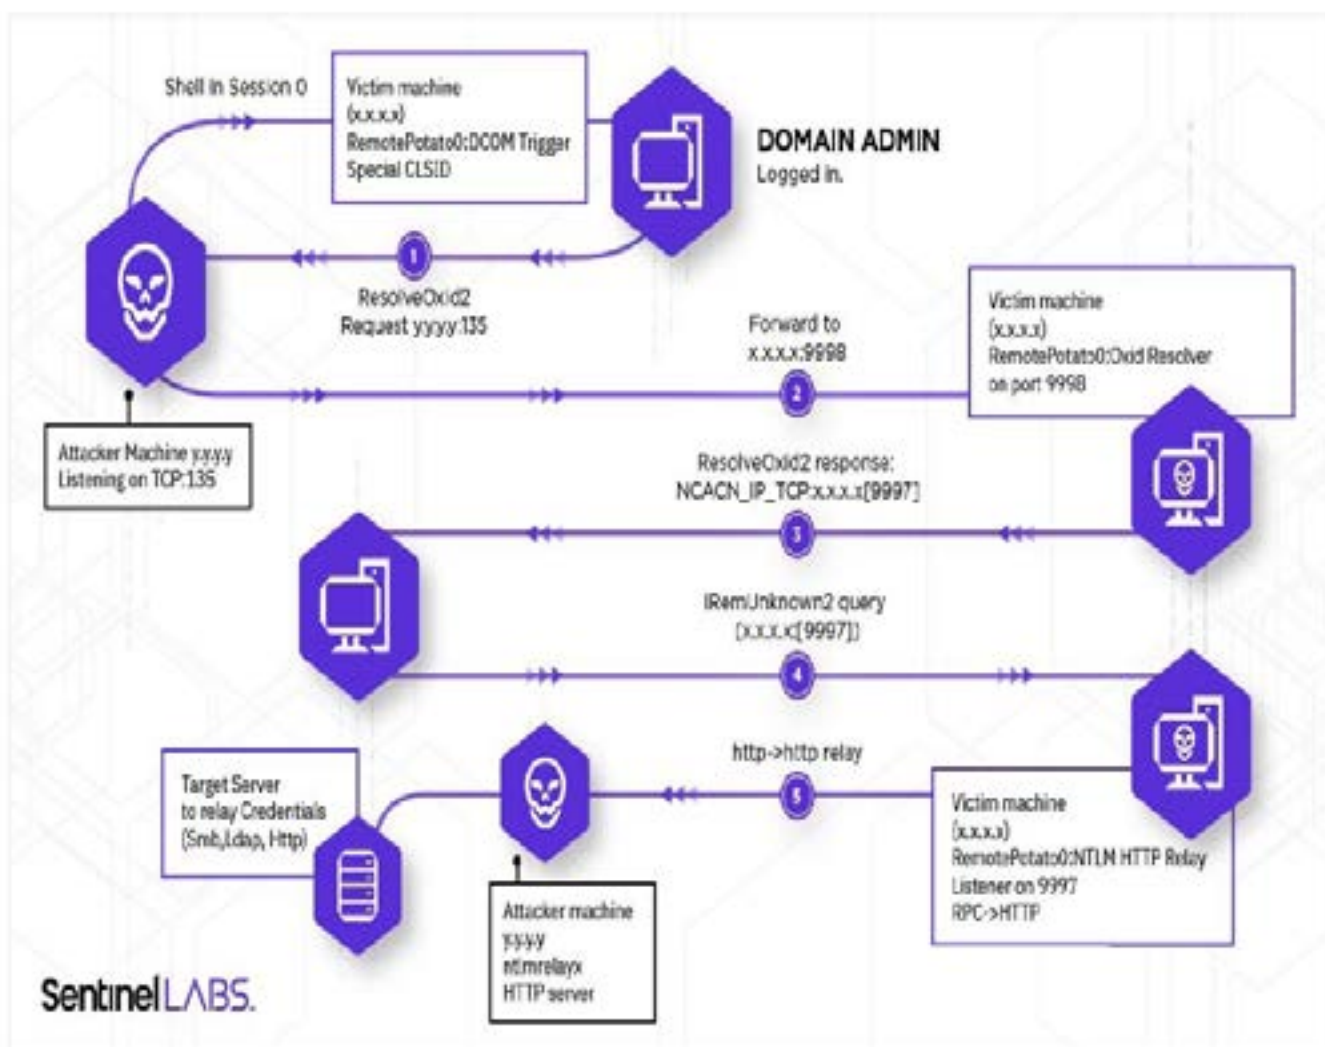 Shell in Session 0
Victim machine
(x.x.x.x)
RemotePotato0:DCOM Trigger
Special CLSID
DOMAIN ADMIN
Logged in.
1
ResolveOxid2
Request y.y.y.y:135
Attacker Machine y.y.y.y
Listening on TCP:135
Forward to
x.x.x.x:9998
2
Victim machine
(x.x.x.x)
RemotePotato0:Oxid Resolver
on port 9998
ResolveOxid2 response:
NCACN_IP_TCP:x.x.x.x[9997]
3
IRemUnknown2 query
(x.x.x.x:[9997])
4
http->http relay
5
Victim machine
(x.x.x.x)
RemotePotato0:NTLM HTTP Relay
Listener on 9997
RPC->HTTP
Target Server
to relay Credentials
(Smb,Ldap, Http)
Attacker machine
y.y.y.y
ntlmrelayx
HTTP server
SentinelLABS.